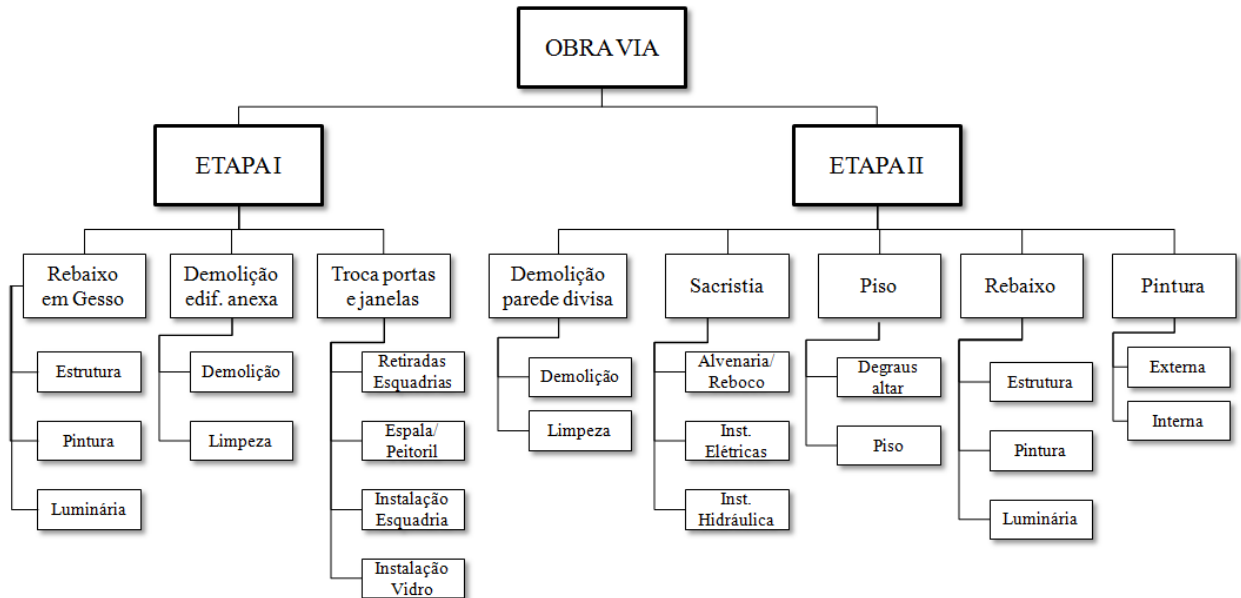 OBRA VIA
ETAPA I
ETAPA II
Rebaixo
em Gesso
Demolição
edif. anexa
Troca portas
e janelas
Demolição
parede divisa
Sacristia
Piso
Rebaixo
Pintura
Estrutura
Pintura
Luminária
Demolição
Limpeza
Retiradas
Esquadrias
Espala/
Peitoril
Instalação
Esquadria
Instalação
Vidro
Demolição
Limpeza
Alvenaria/
Reboco
Inst.
Elétricas
Inst.
Hidráulica
Degraus
altar
Piso
Estrutura
Pintura
Luminária
Externa
Interna